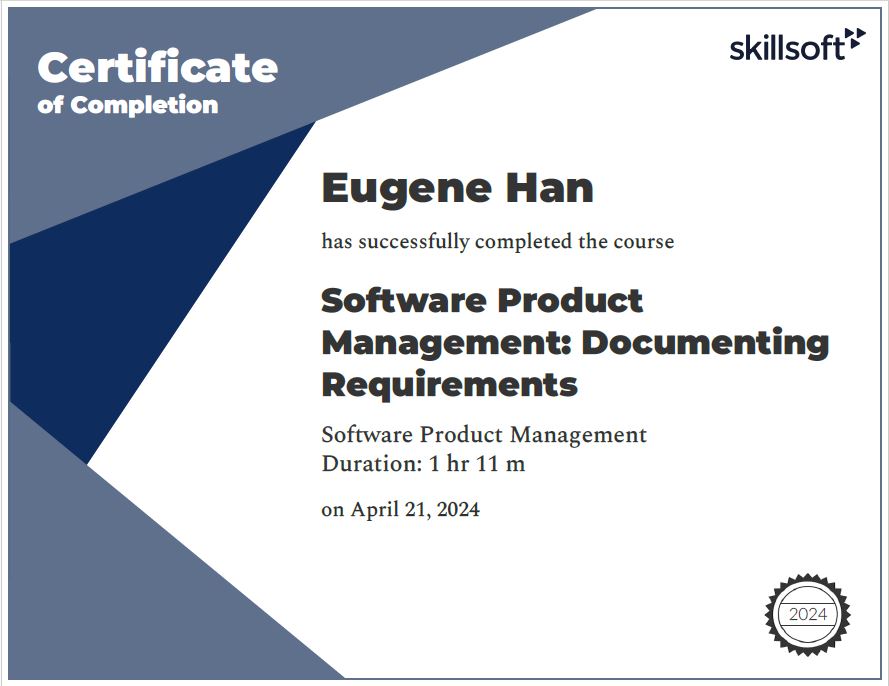 Certificate
of Completion
skillsoft
Eugene Han
has successfully completed the course
Software Product
Management: Documenting
Requirements
Software Product Management
Duration: 1 hr 11 m
on April 21, 2024
2024